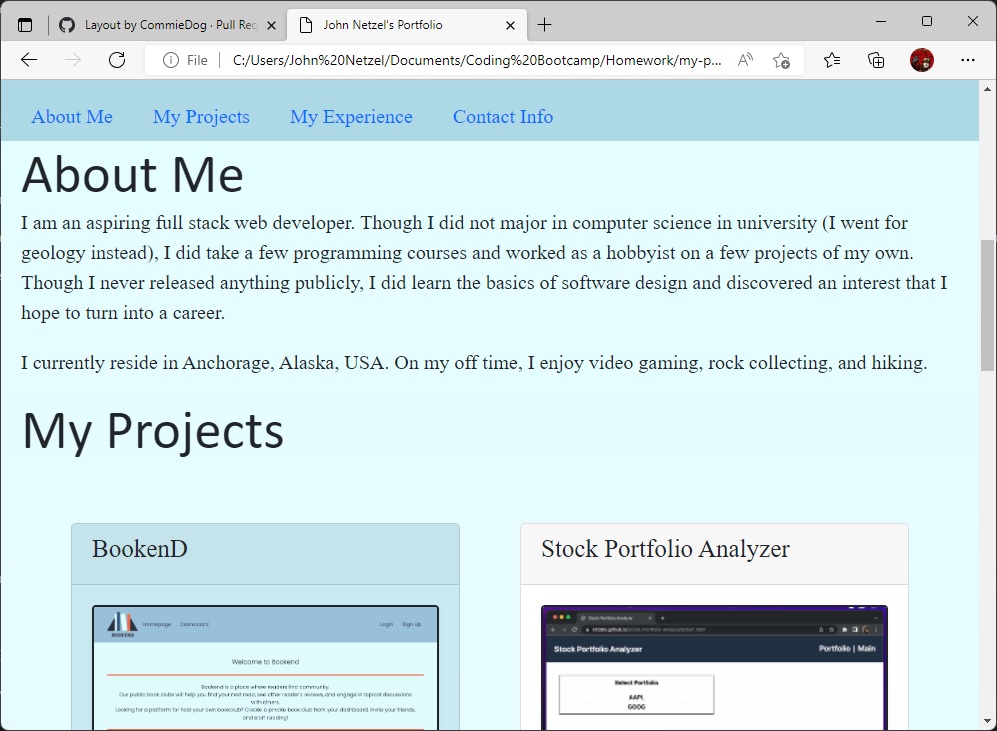 Layout by CommieDog · Pull Req
John Netzel's Portfolio
File
C:/Users/John%20Netzel/Documents/Coding%20Bootcamp/Homework/my-p...
About Me
My Projects
My Experience
Contact Info
About Me
I am an aspiring full stack web developer. Though I did not major in computer science in university (I went for
geology instead), I did take a few programming courses and worked as a hobbyist on a few projects of my own.
Though I never released anything publicly, I did learn the basics of software design and discovered an interest that I
hope to turn into a career.
I currently reside in Anchorage, Alaska, USA. On my off time, I enjoy video gaming, rock collecting, and hiking.
My Projects
BookenD
BOOKEND
Homepage
Dashboard
Login
Sign Up
Welcome to Bookend
Bookend is a place where readers find community.
Our public book clubs will help you find your next read, see other reader's reviews, and engage in topical discussions
with others.
Looking for a platform for host your own bookclub? Create a private book club from your dashboard, invite your friends,
and start reading!
Stock Portfolio Analyzer
Stock Portfolio Analyzer
Stock Portfolio Analyzer
Portfolio | Main
Select Portfolio
AAPL
GOOG